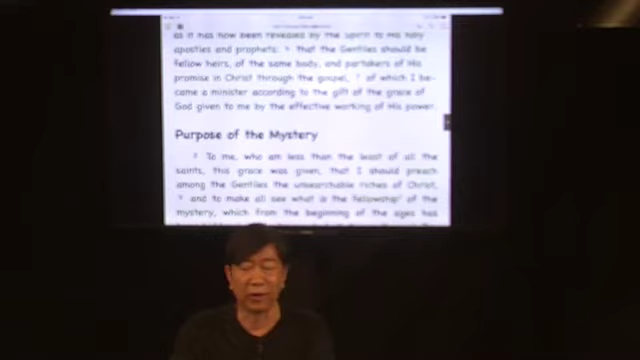 as it has now been revealed by the Spirit to His holy
apostles and prophets: 6 that the Gentiles should be
fellow heirs, of the same body, and partakers of His
promise in Christ through the gospel, 7 of which I be-
came a minister according to the gift of the grace of
God given to me by the effective working of His power.
Purpose of the Mystery
8 To me, who am less than the least of all the
saints, this grace was given, that I should preach
among the Gentiles the unsearchable riches of Christ,
9 and to make all see what is the fellowship of the
mystery, which from the beginning of the ages has